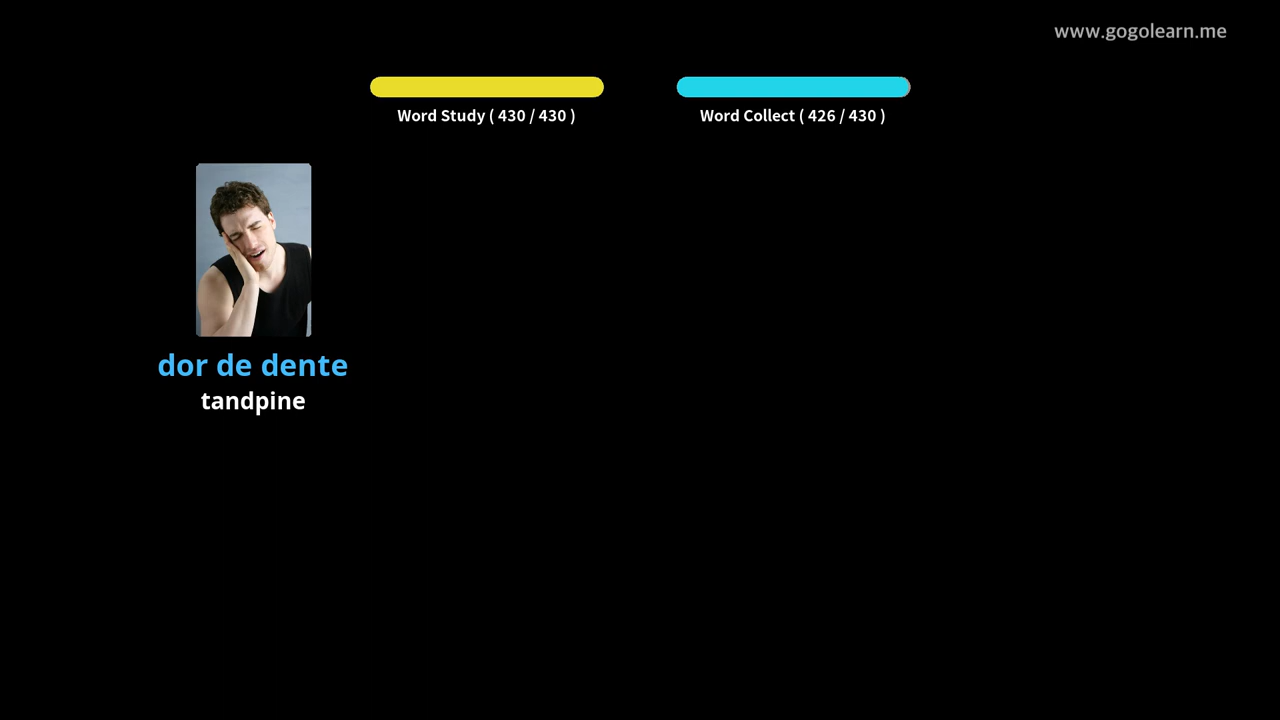 www.gogolearn.me
Word Study ( 430 / 430 )
Word Collect ( 426 / 430 )
dor de dente
tandpine